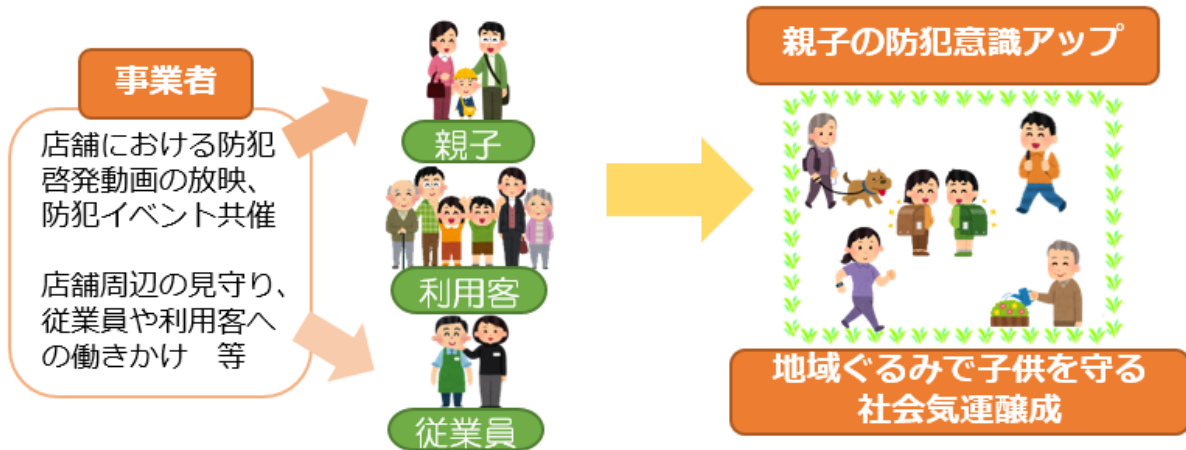 事業者
店舗における防犯
啓発動画の放映、
防犯イベント共催
店舗周辺の見守り、
従業員や利用客へ
の働きかけ　等
親子
利用客
従業員
親子の防犯意識アップ
地域ぐるみで子供を守る
社会気運醸成